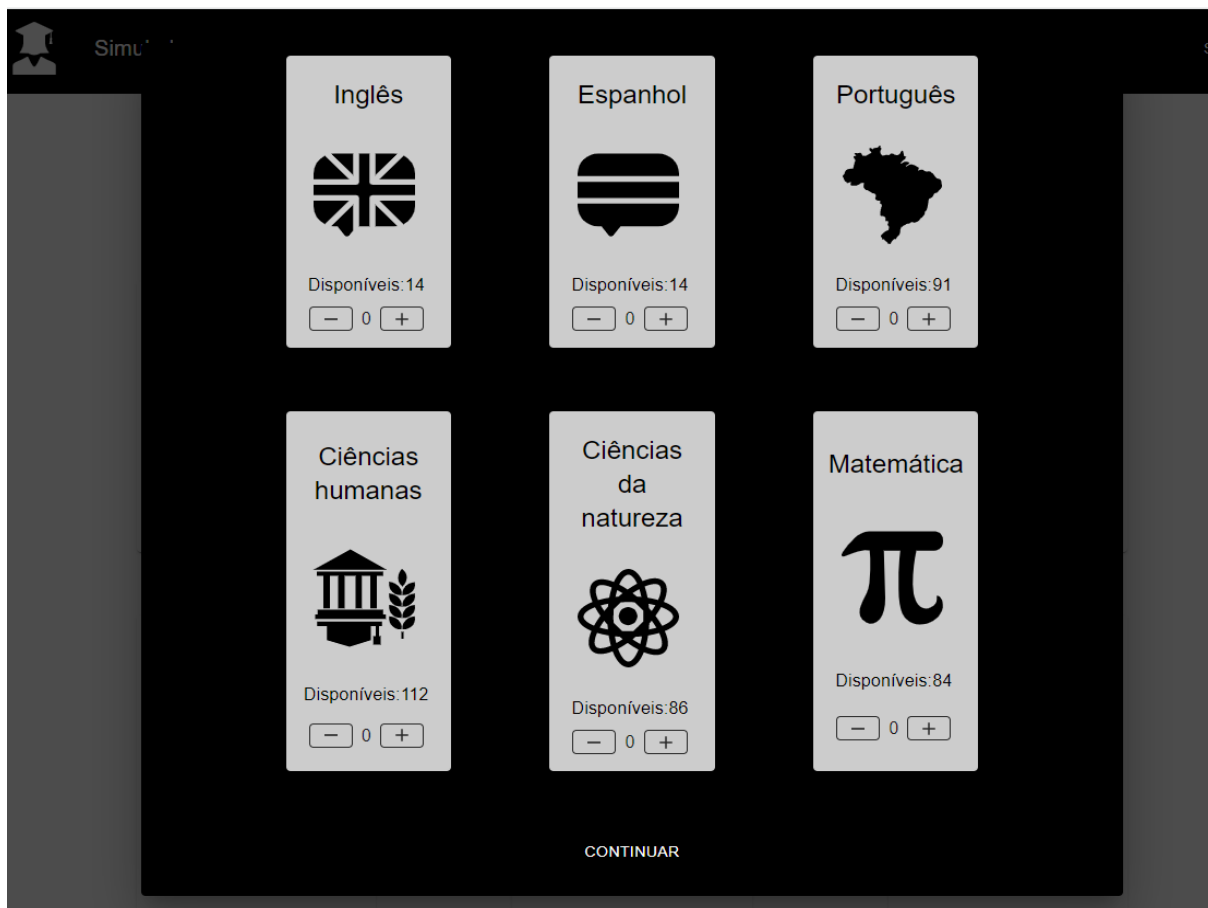 Inglês
Espanhol
Português
Disponíveis:14
Disponíveis:14
Disponíveis:91
0
0
0
Ciências
humanas
Ciências
da
natureza
Matemática
Disponíveis:112
Disponíveis:86
Disponíveis:84
0
0
0
CONTINUAR